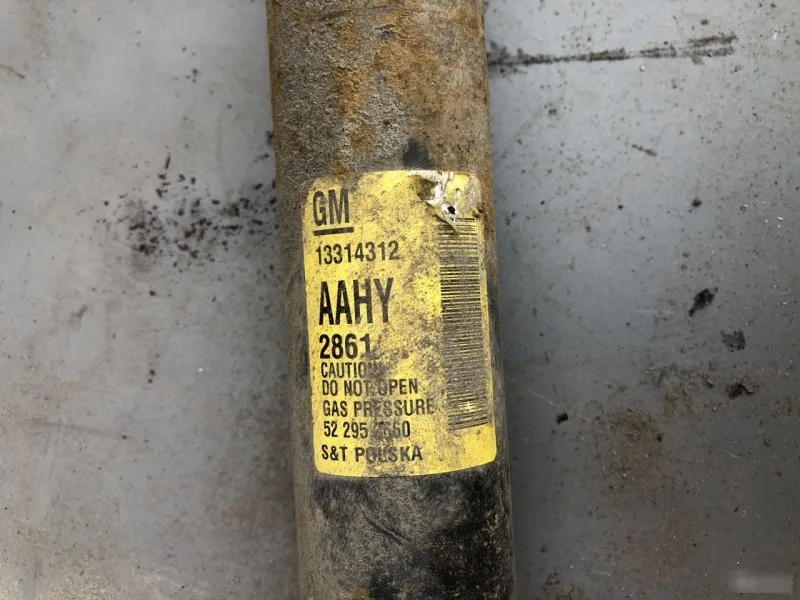 GM
13314312
AAHY
2861
CAUTION
DO NOT OPEN
GAS PRESSURE
52 295
S&T POLSKA